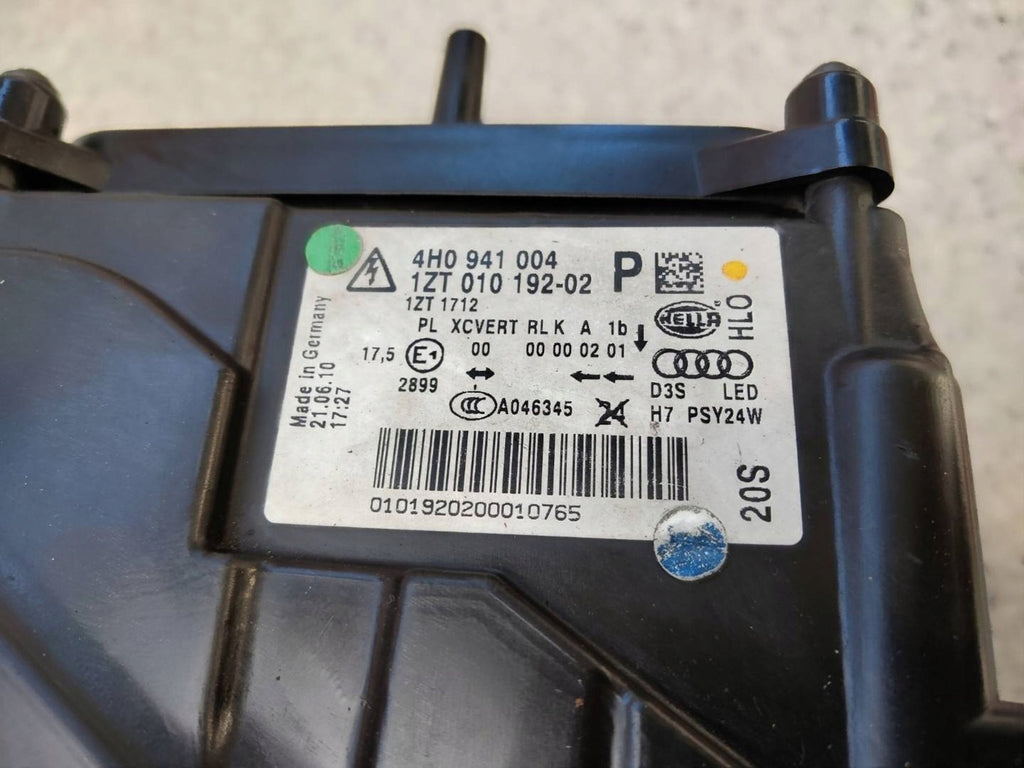 4H0 941 004
1ZT 010 192-02 P
1ZT 1712
HELLA
HLO
PL XCVERT RL K A 1b
17,5 E1 00 00 00 02 01
2899
D3S LED
CCC A046345 24 H7 PSY24W
Made in Germany
21.06.10
17:27
0101920200010765
20S